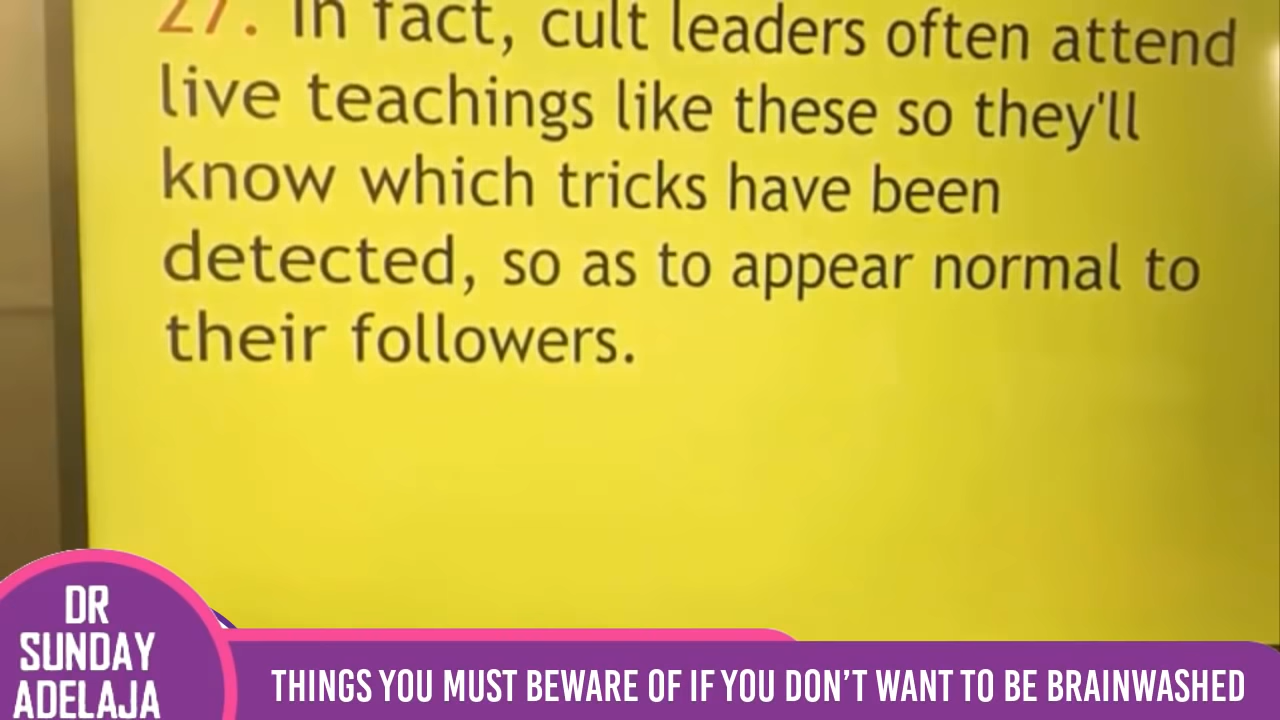 27. In fact, cult leaders often attend
live teachings like these so they'll
know which tricks have been
detected, so as to appear normal to
their followers.
DR
SUNDAY
ADELAJA
THINGS YOU MUST BEWARE OF IF YOU DON'T WANT TO BE BRAINWASHED